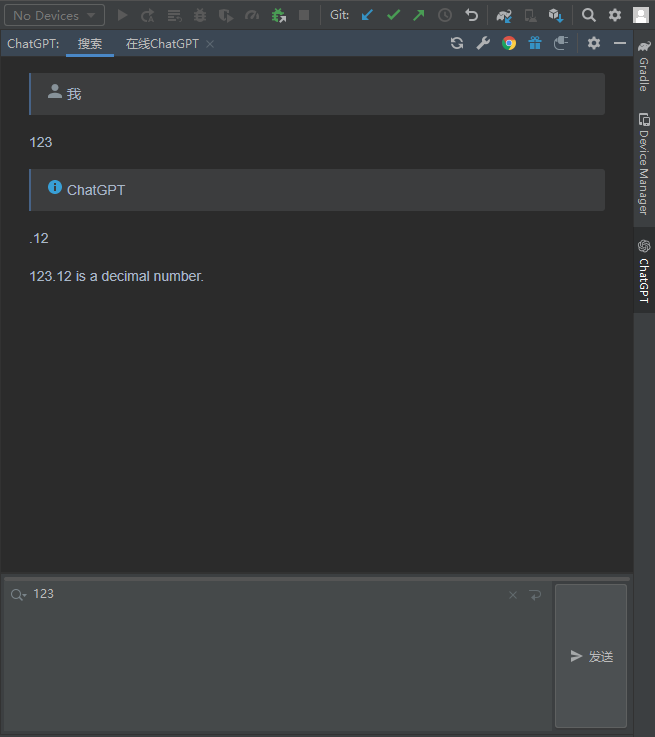 No Devices Git:
ChatGPT: 搜索 在线ChatGPT
我
123
ChatGPT
.12
123.12 is a decimal number.
123
发送
Gradle
Device Manager
ChatGPT